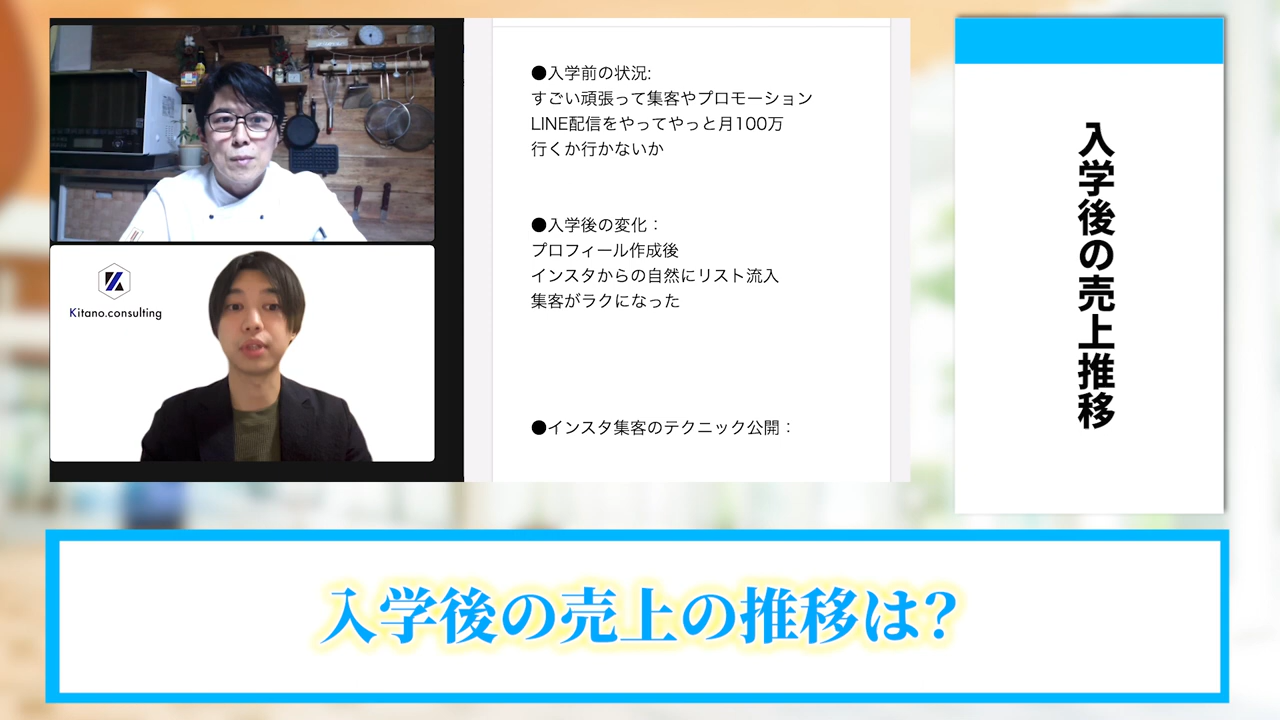 Kitano.consulting
●入学前の状況:
すごい頑張って集客やプロモーション
LINE配信をやってやっと月100万
行くか行かないか
●入学後の変化：
プロフィール作成後
インスタからの自然にリスト流入
集客がラクになった
●インスタ集客のテクニック公開：
入学後の売上推移
入学後の売上の推移は?